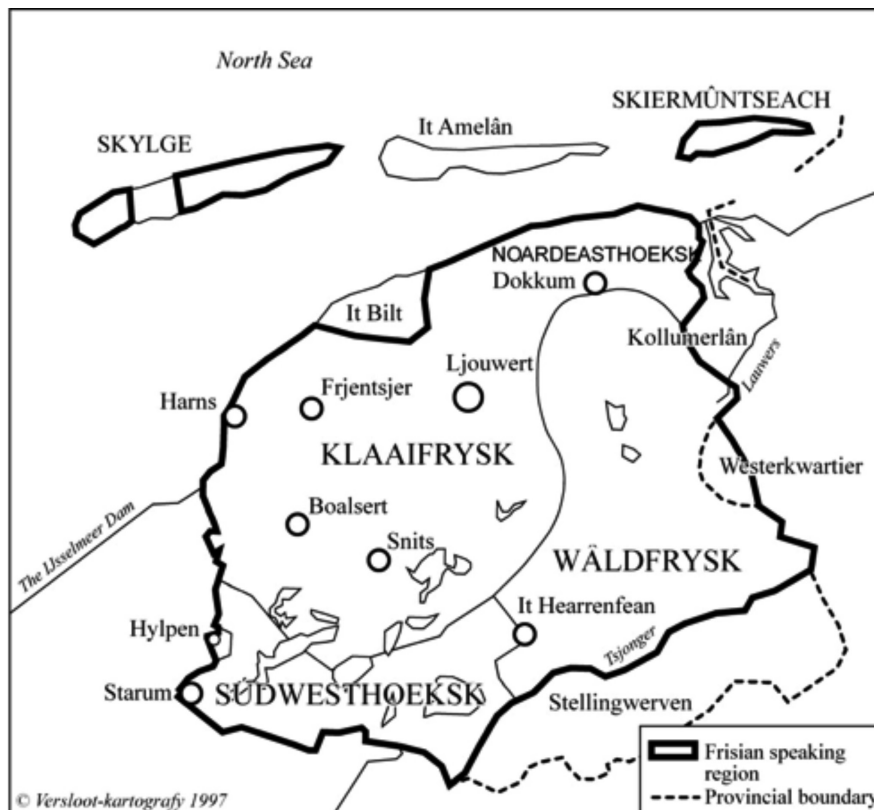 North Sea
SKIERMÛNTSEACH
It Amelân
SKYLGE
NOARDEASTHOEKSK
Dokkum
It Bilt
Kollumerlân
Ljouwert
Lauwers
Frjentsjer
Harns
KLAAIFRYSK
Westerkwartier
Boalsert
The IJsselmeer Dam
Snits
WÄLDFRYSK
It Hearrenfean
Hylpen
Tsjonger
Starum
SÚDWESTHOEKSK
Stellingwerven
Frisian speaking
region
Provincial boundary
© Versloot-kartografy 1997